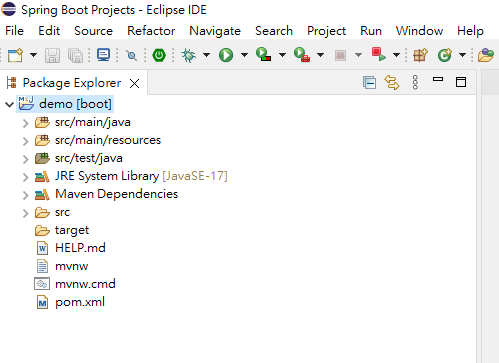 Spring Boot Projects - Eclipse IDE
File Edit Source Refactor Navigate Search Project Run Window Help
Package Explorer
demo [boot]
src/main/java
src/main/resources
src/test/java
JRE System Library [JavaSE-17]
Maven Dependencies
src
target
HELP.md
mvnw
mvnw.cmd
pom.xml